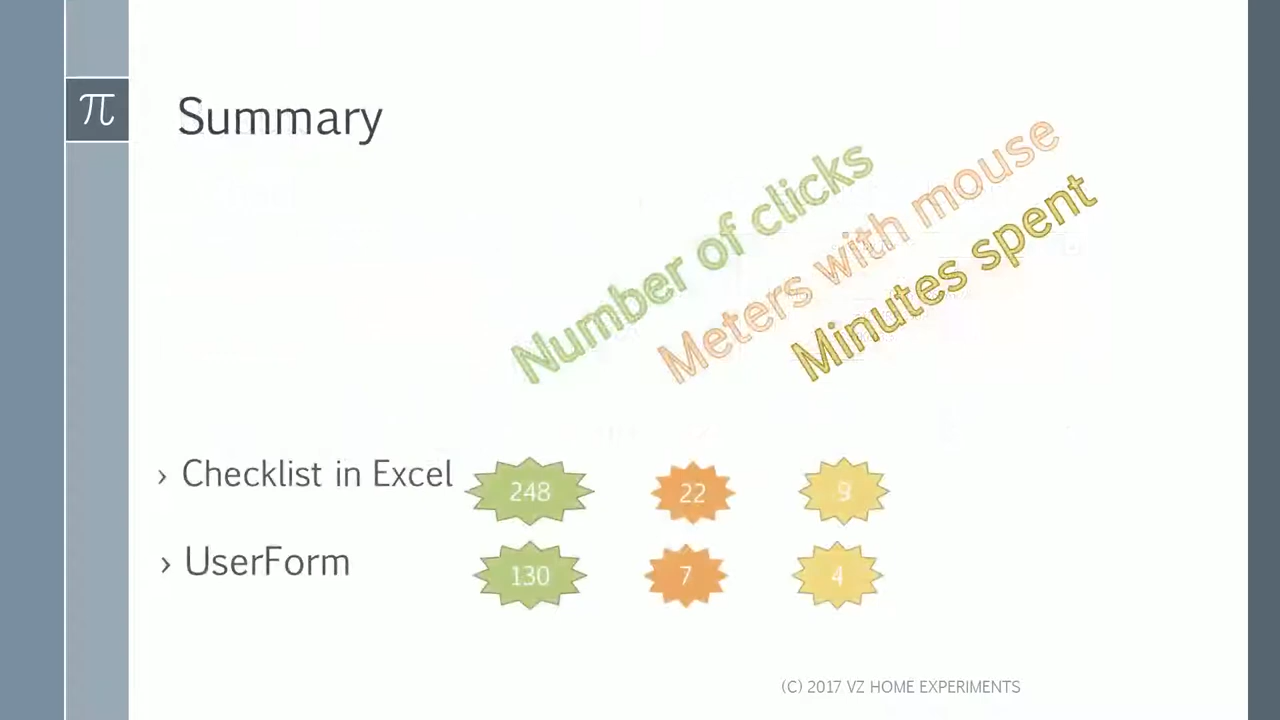 π
Summary
Number of clicks
Meters with mouse
Minutes spent
› Checklist in Excel 248 22 9
› UserForm 130 7 4
(C) 2017 VZ HOME EXPERIMENTS